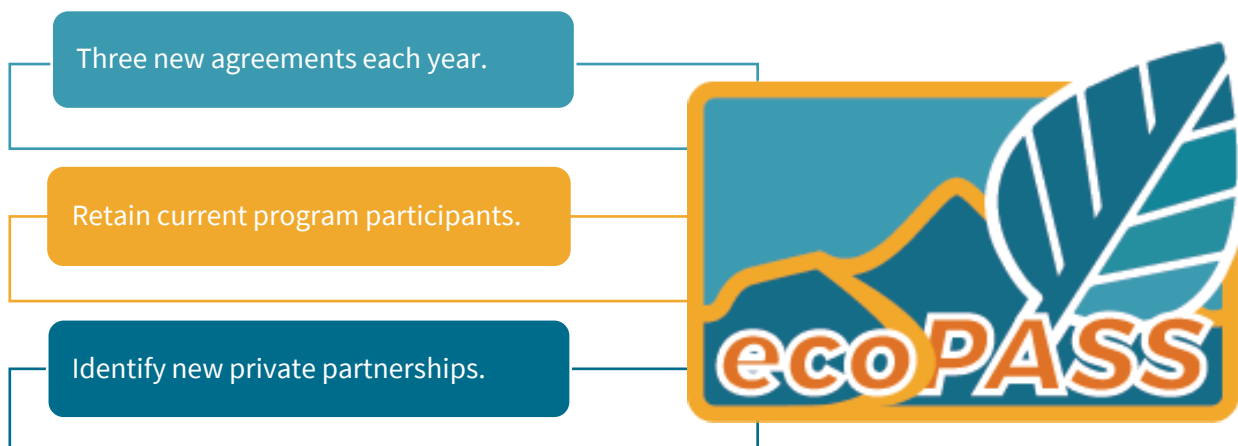 Three new agreements each year.
Retain current program participants.
Identify new private partnerships.
ecoPASS